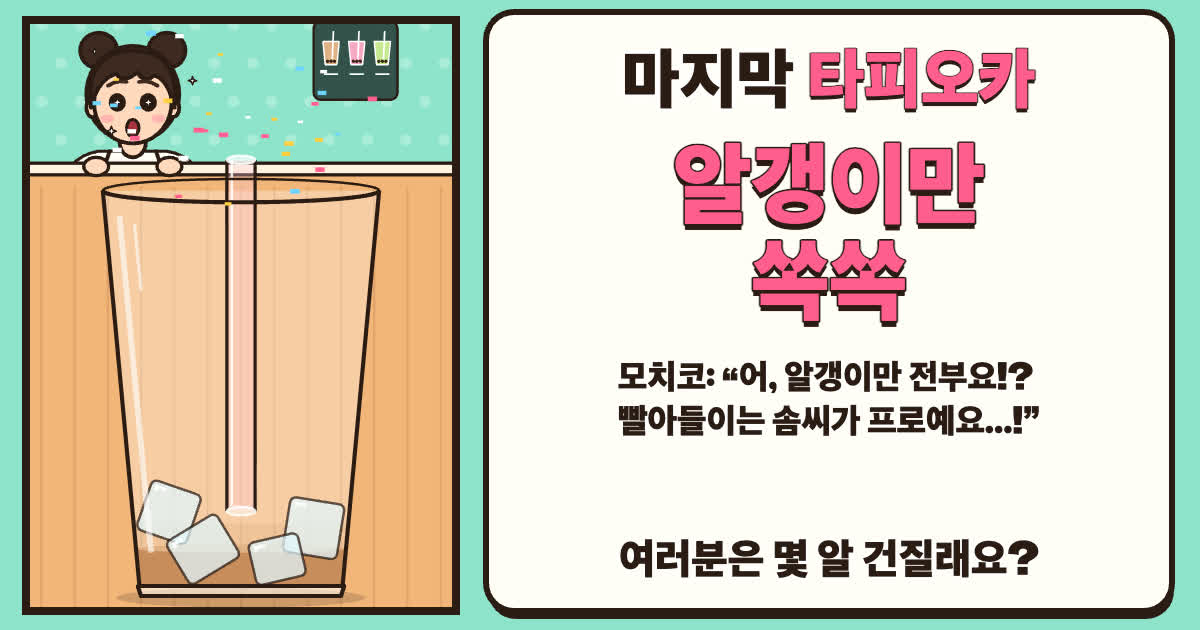 마지막 타피오카
알갱이만
쏙쏙
모치코: “어, 알갱이만 전부요!?
빨아들이는 솜씨가 프로예요...!”
여러분은 몇 알 건질래요?